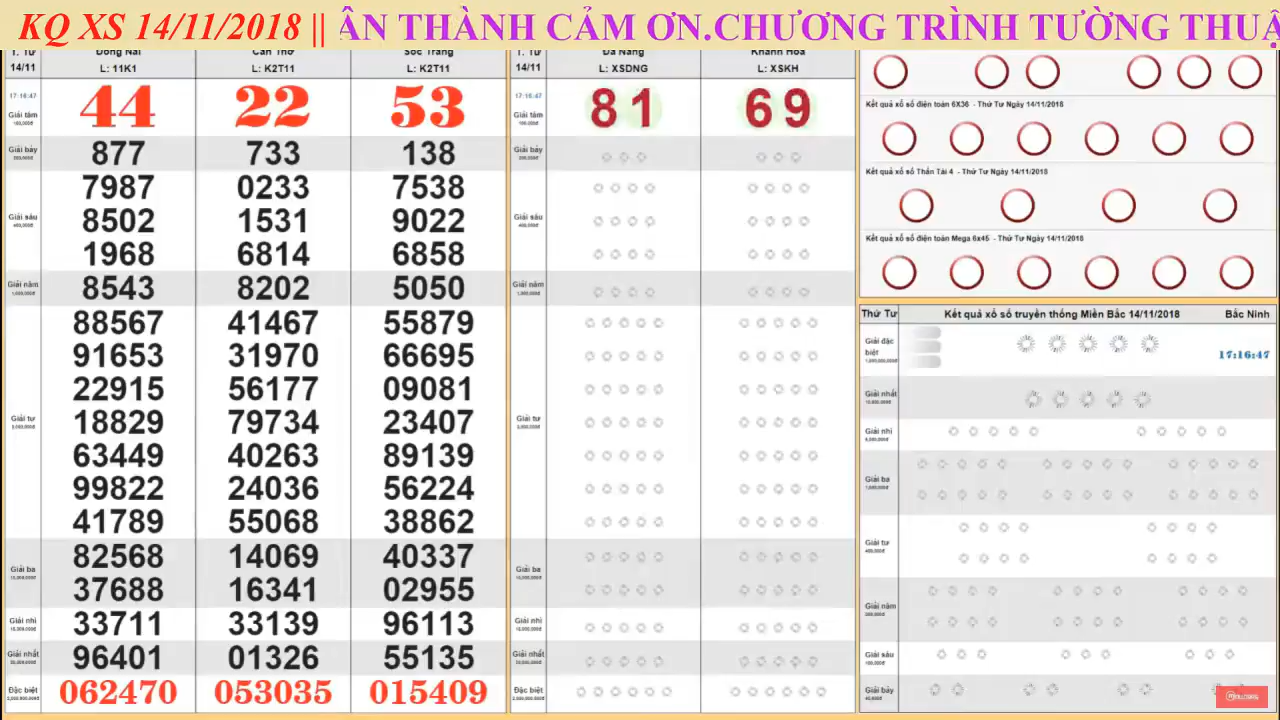 KQ XS 14/11/2018 || ÂN THÀNH CẢM ƠN.CHƯƠNG TRÌNH TƯỜNG THUẬ
T. Tư Đồng Nai Cần Thơ Sóc Trăng
14/11 L: 11K1 L: K2T11 L: K2T11
17:16:47
Giải tám 44 22 53
Giải bảy 877 733 138
7987 0233 7538
Giải sáu 8502 1531 9022
1968 6814 6858
Giải năm 8543 8202 5050
88567 41467 55879
91653 31970 66695
22915 56177 09081
Giải tư 18829 79734 23407
63449 40263 89139
99822 24036 56224
41789 55068 38862
Giải ba 82568 14069 40337
37688 16341 02955
Giải nhì 33711 33139 96113
Giải nhất 96401 01326 55135
Đặc biệt 062470 053035 015409
T. Tư Đà Nẵng Khánh Hòa
14/11 L: XSDNG L: XSKH
17:16:47
Giải tám 81 69
Giải bảy
Giải sáu
Giải năm
Giải tư
Giải ba
Giải nhì
Giải nhất
Đặc biệt
Kết quả xổ số điện toán 6X36 - Thứ Tư Ngày 14/11/2018
Kết quả xổ số Thần Tài 4 - Thứ Tư Ngày 14/11/2018
Kết quả xổ số điện toán Mega 6x45 - Thứ Tư Ngày 14/11/2018
Thứ Tư Kết quả xổ số truyền thống Miền Bắc 14/11/2018 Bắc Ninh
Giải đặc
biệt 17:16:47
Giải nhất
Giải nhì
Giải ba
Giải tư
Giải năm
Giải sáu
Giải bảy